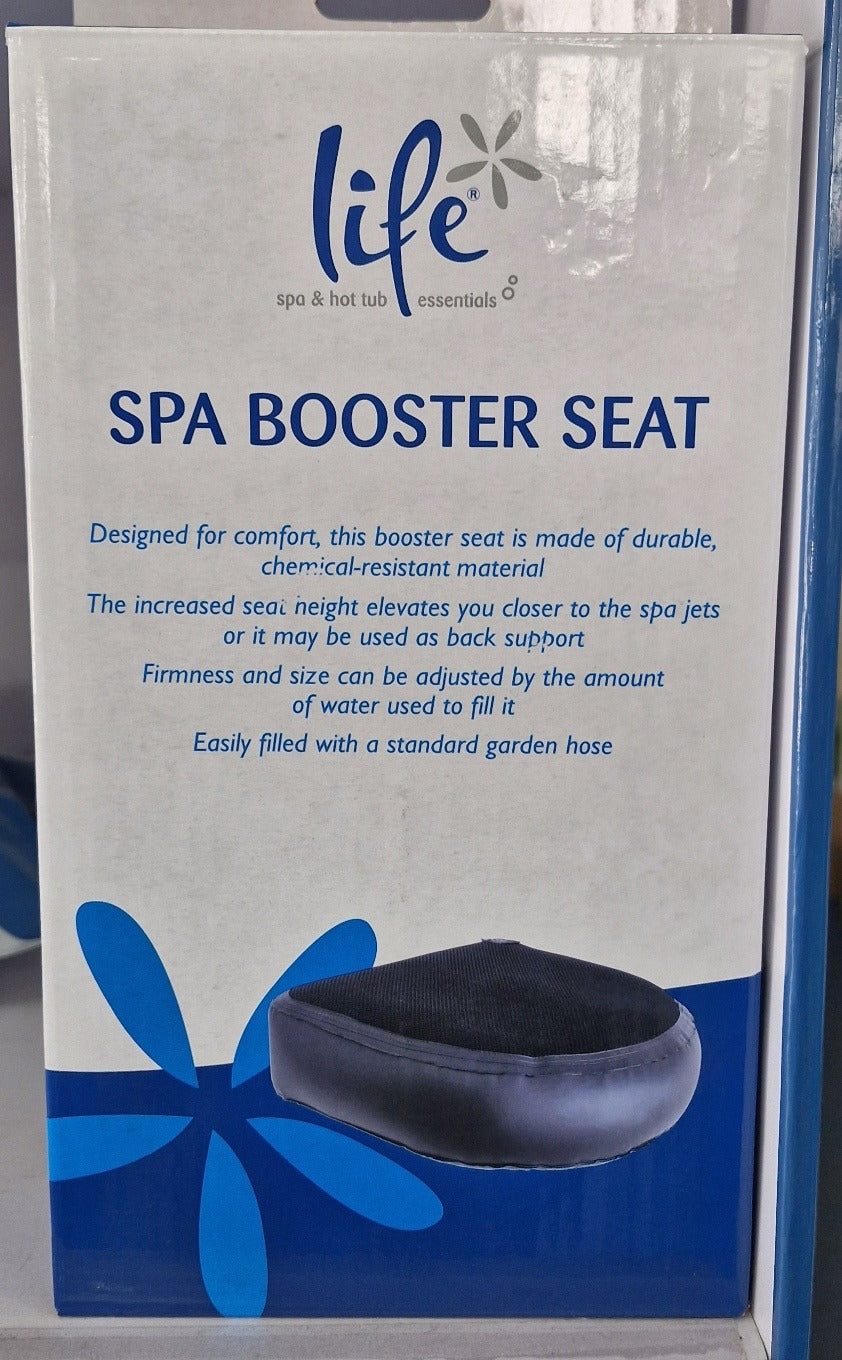 life®
spa & hot tub essentials
SPA BOOSTER SEAT
Designed for comfort, this booster seat is made of durable,
chemical-resistant material
The increased seat height elevates you closer to the spa jets
or it may be used as back support
Firmness and size can be adjusted by the amount
of water used to fill it
Easily filled with a standard garden hose